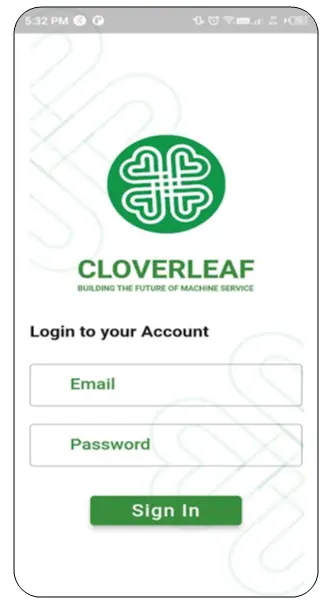 5:32 PM
CLOVERLEAF
BUILDING THE FUTURE OF MACHINE SERVICE
Login to your Account
Email
Password
Sign In